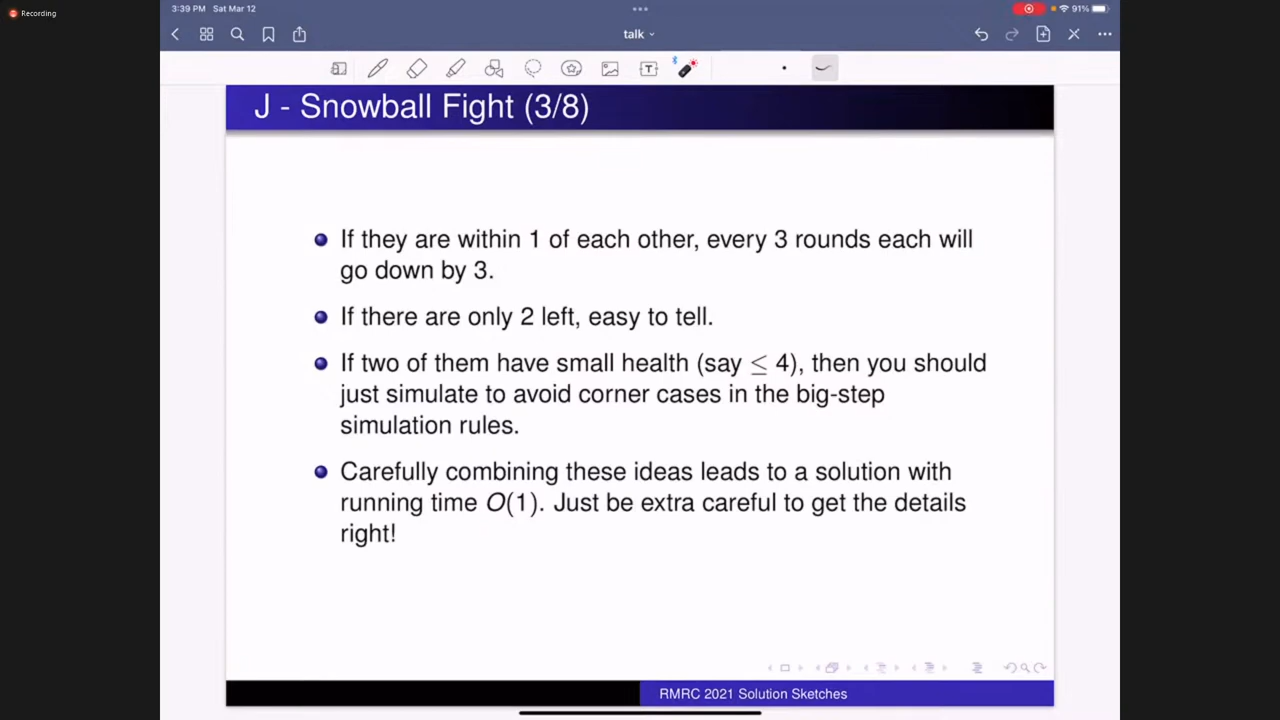 Recording
3:39 PM Sat Mar 12
91%
talk
T
J - Snowball Fight (3/8)
If they are within 1 of each other, every 3 rounds each will
go down by 3.
If there are only 2 left, easy to tell.
If two of them have small health (say ≤ 4), then you should
just simulate to avoid corner cases in the big-step
simulation rules.
Carefully combining these ideas leads to a solution with
running time O(1). Just be extra careful to get the details
right!
RMRC 2021 Solution Sketches